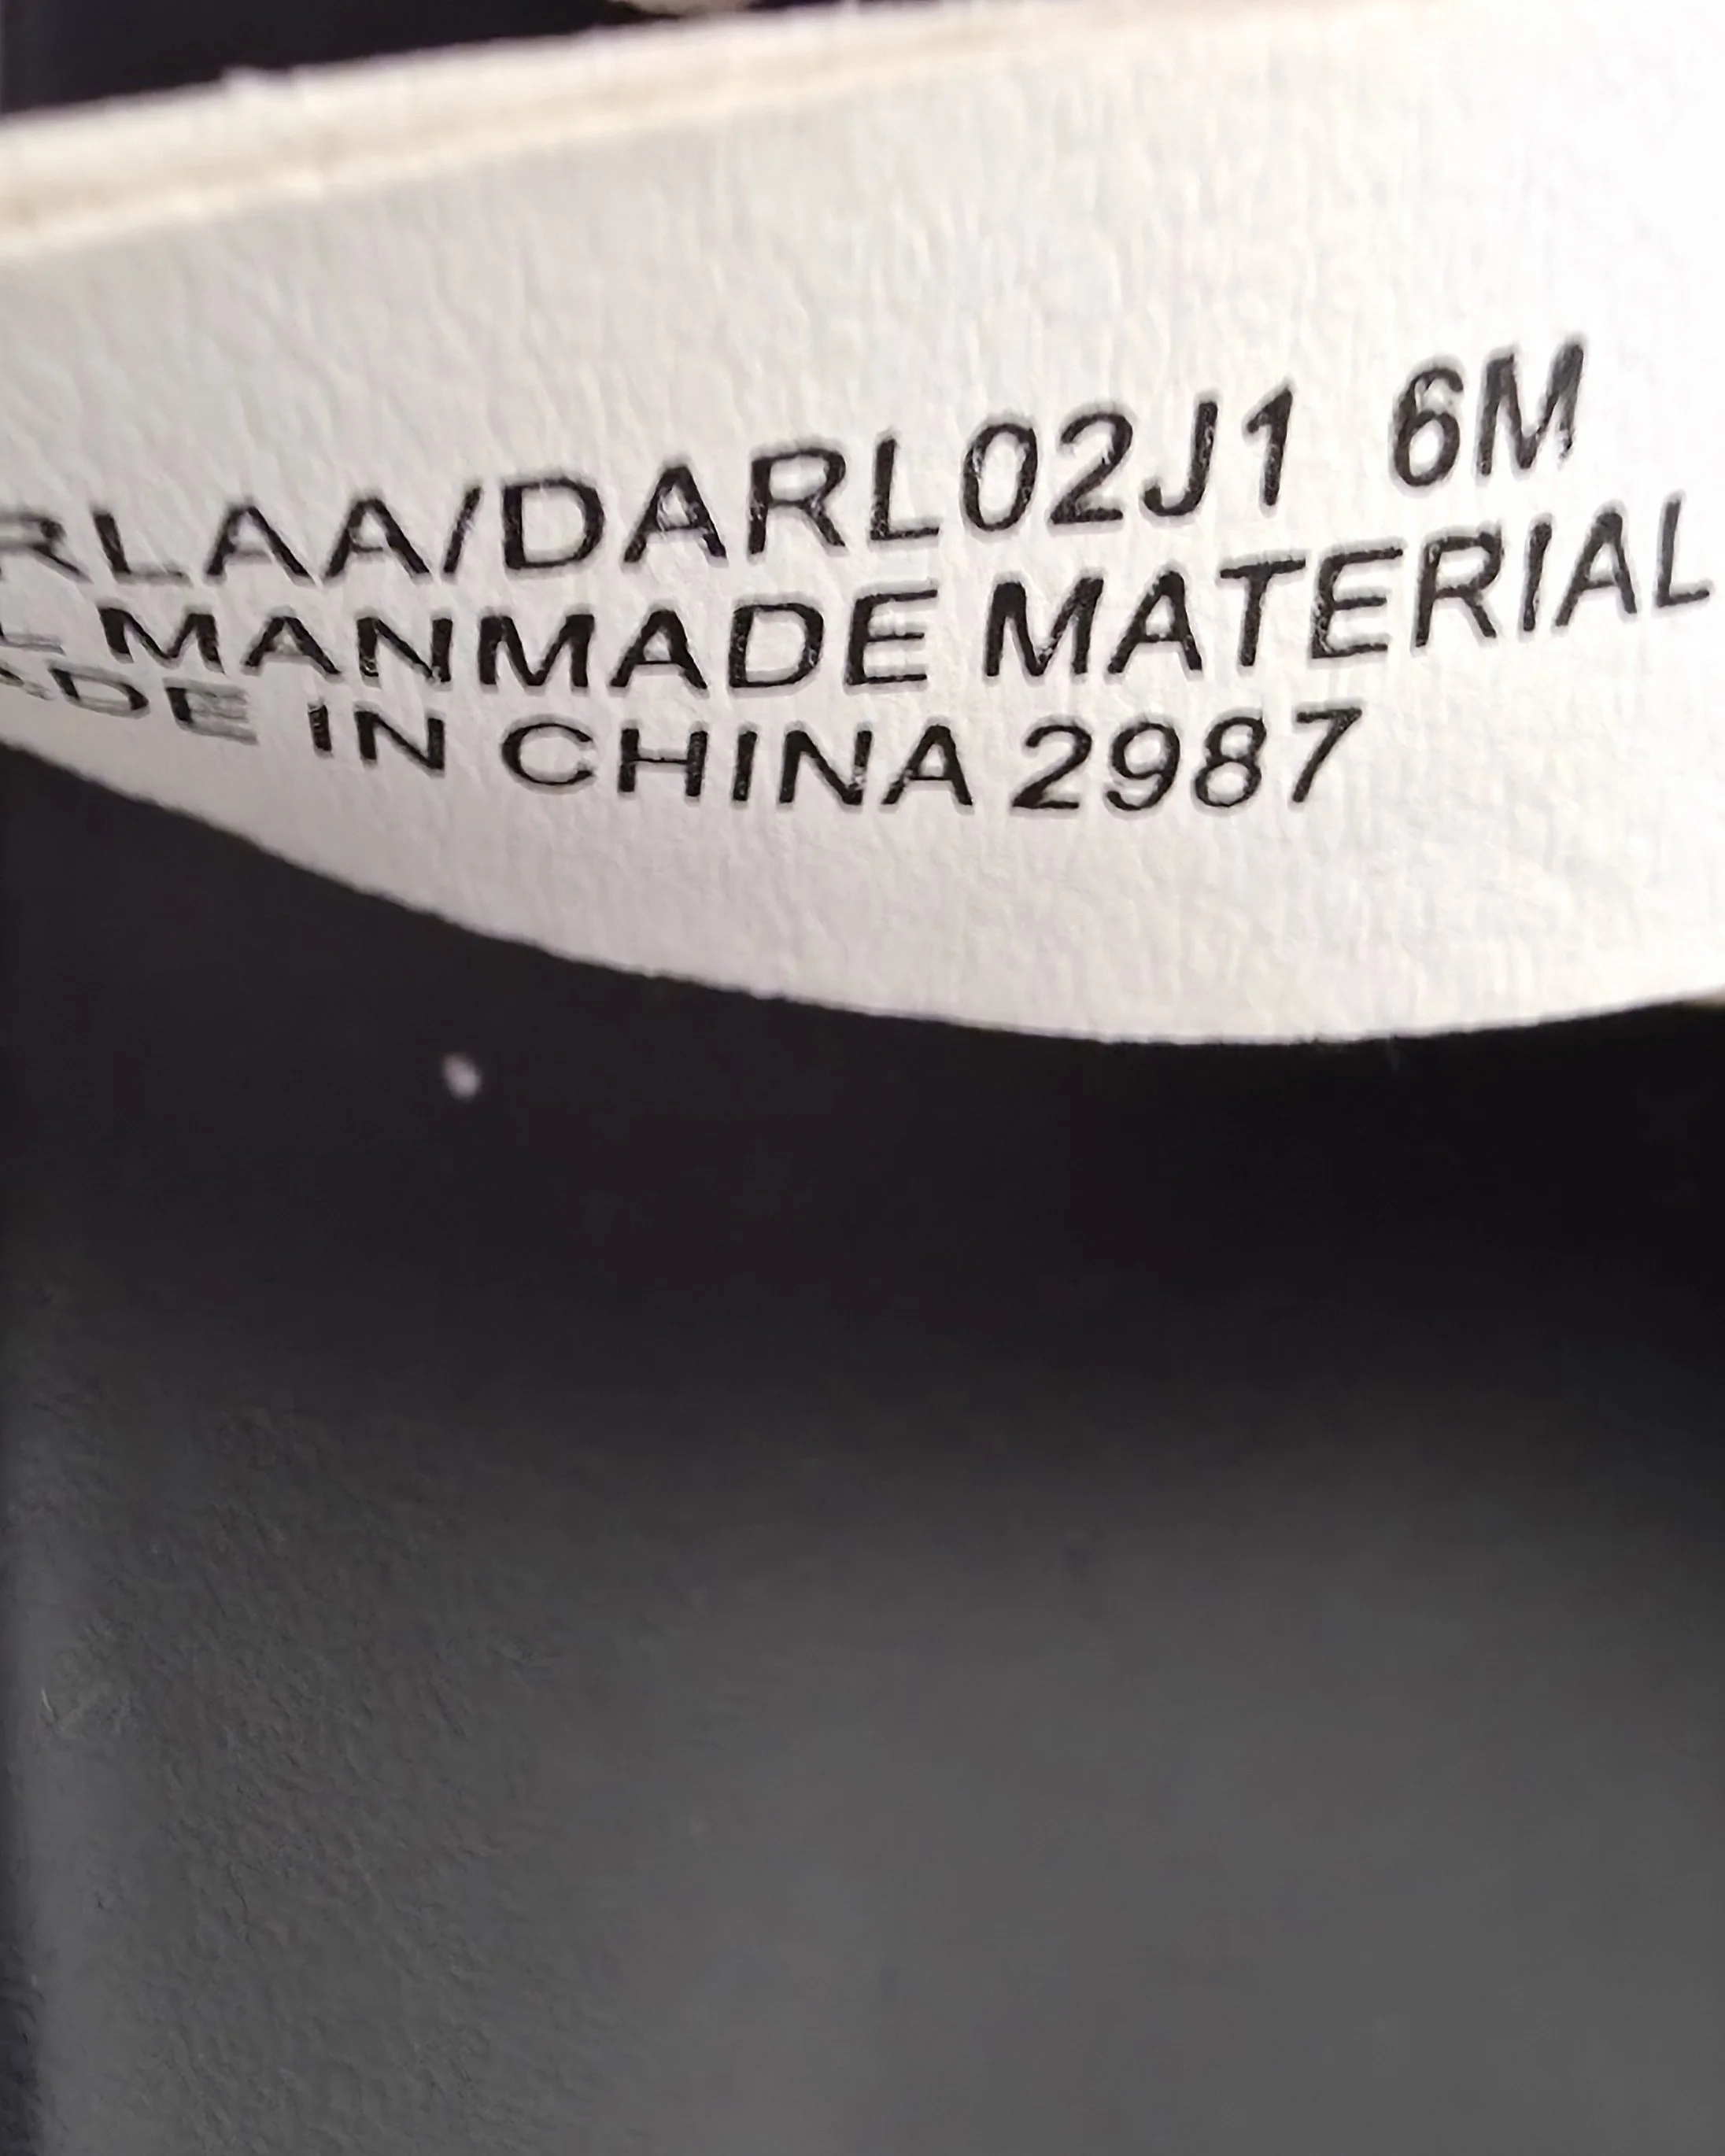 RLAA/DARL02J1 6M
MANMADE MATERIAL
IN CHINA 2987